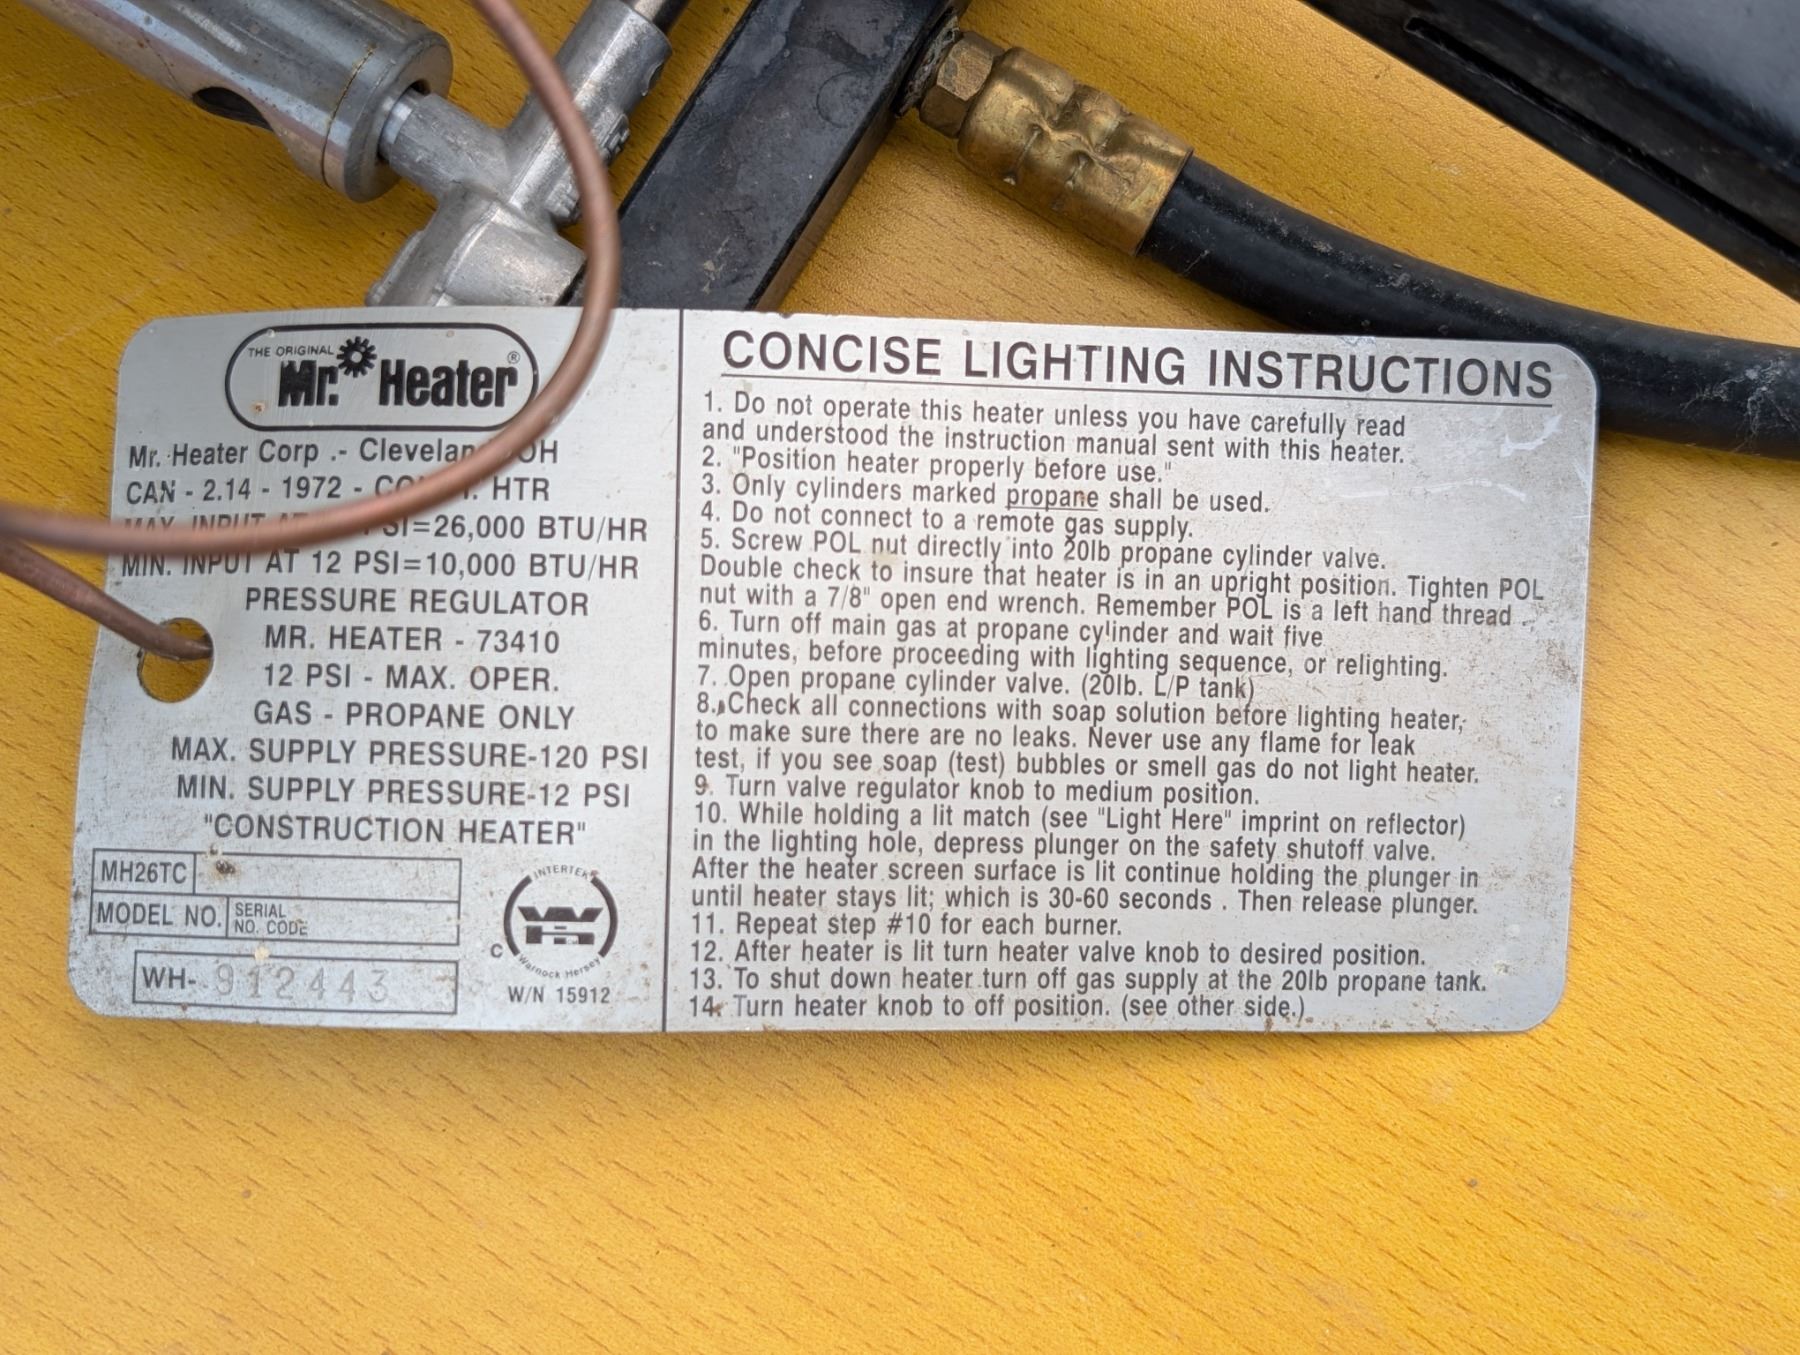 THE ORIGINAL
Mr. Heater®
Mr. Heater Corp .- OH
CAN - 2.14 - 1972 - HTR
MAX. INPUT PSI=26,000 BTU/HR
MIN. INPUT AT 12 PSI=10,000 BTU/HR
PRESSURE REGULATOR
MR. HEATER - 73410
12 PSI - MAX. OPER.
GAS - PROPANE ONLY
MAX. SUPPLY PRESSURE-120 PSI
MIN. SUPPLY PRESSURE-12 PSI
"CONSTRUCTION HEATER"
MH26TC
MODEL NO. SERIAL
NO. CODE
WH- 912443
INTERTEK
WH
C
Warnock Hersey
W/N 15912
CONCISE LIGHTING INSTRUCTIONS
1. Do not operate this heater unless you have carefully read
and understood the instruction manual sent with this heater.
2. "Position heater properly before use."
3. Only cylinders marked propane shall be used.
4. Do not connect to a remote gas supply.
5. Screw POL nut directly into 20lb propane cylinder valve.
Double check to insure that heater is in an upright position. Tighten POL
nut with a 7/8" open end wrench. Remember POL is a left hand thread .
6. Turn off main gas at propane cylinder and wait five
minutes, before proceeding with lighting sequence, or relighting.
7. Open propane cylinder valve. (20lb. L/P tank)
8. Check all connections with soap solution before lighting heater,
to make sure there are no leaks. Never use any flame for leak
test, if you see soap (test) bubbles or smell gas do not light heater.
9. Turn valve regulator knob to medium position.
10. While holding a lit match (see "Light Here" imprint on reflector)
in the lighting hole, depress plunger on the safety shutoff valve.
After the heater screen surface is lit continue holding the plunger in
until heater stays lit; which is 30-60 seconds . Then release plunger.
11. Repeat step #10 for each burner.
12. After heater is lit turn heater valve knob to desired position.
13. To shut down heater turn off gas supply at the 20lb propane tank.
14. Turn heater knob to off position. (see other side.)